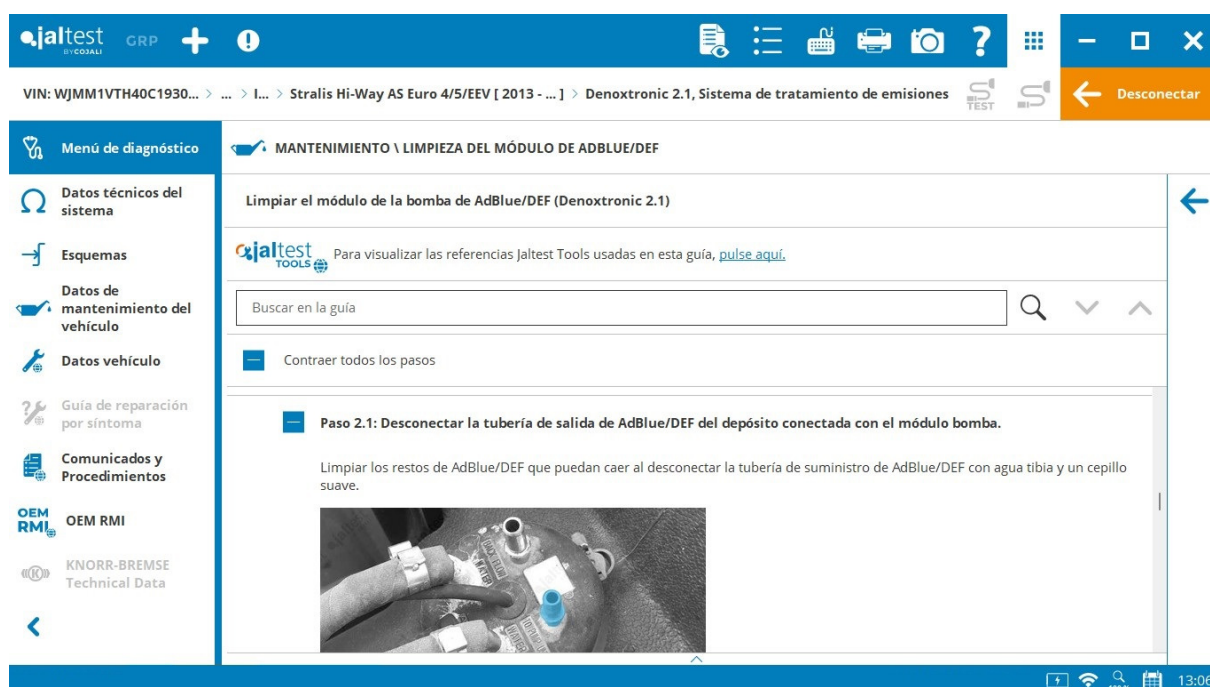 jaltest GRP
BY COJALI
VIN: WJMM1VTH40C1930... > ... > I... > Stralis Hi-Way AS Euro 4/5/EEV [ 2013 - ... ] > Denoxtronic 2.1, Sistema de tratamiento de emisiones
TEST
Desconectar
Menú de diagnóstico
MANTENIMIENTO \ LIMPIEZA DEL MÓDULO DE ADBLUE/DEF
Datos técnicos del
sistema
Esquemas
Datos de
mantenimiento del
vehículo
Datos vehículo
Guía de reparación
por síntoma
Comunicados y
Procedimientos
OEM
RMI
OEM RMI
KNORR-BREMSE
Technical Data
Limpiar el módulo de la bomba de AdBlue/DEF (Denoxtronic 2.1)
jaltest
TOOLS
Para visualizar las referencias Jaltest Tools usadas en esta guía, pulse aquí.
Buscar en la guía
Contraer todos los pasos
Paso 2.1: Desconectar la tubería de salida de AdBlue/DEF del depósito conectada con el módulo bomba.
Limpiar los restos de AdBlue/DEF que puedan caer al desconectar la tubería de suministro de AdBlue/DEF con agua tibia y un cepillo
suave.
BACK FLOW
WATER
TO PUMP
WATER
13:06